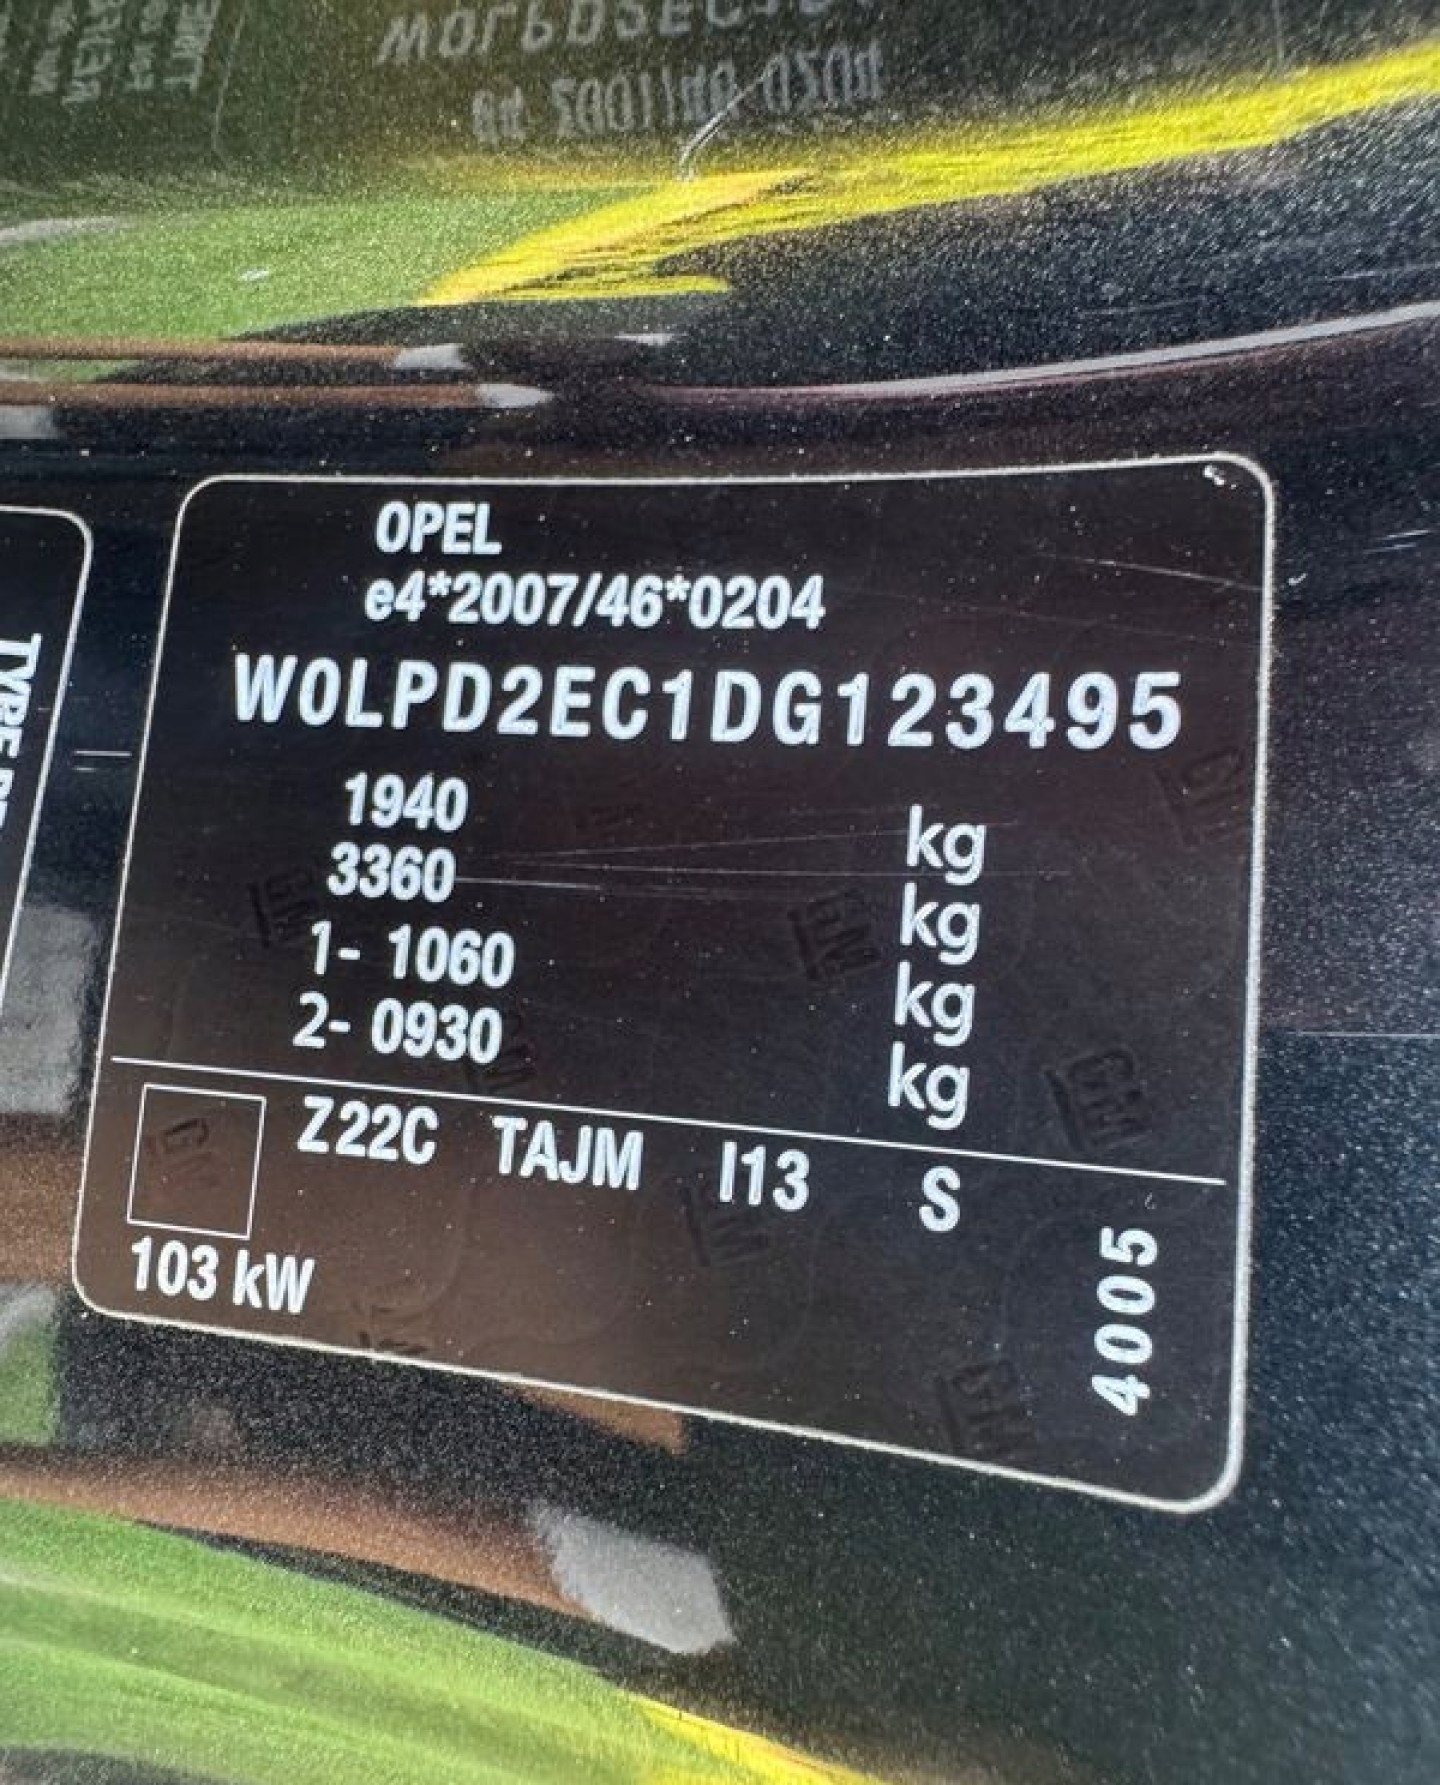 OPEL
e4*2007/46*0204
W0LPD2EC1DG123495
1940 kg
3360 kg
1- 1060 kg
2- 0930 kg
Z22C TAJM I13 S
103 kW
4005
TYPE